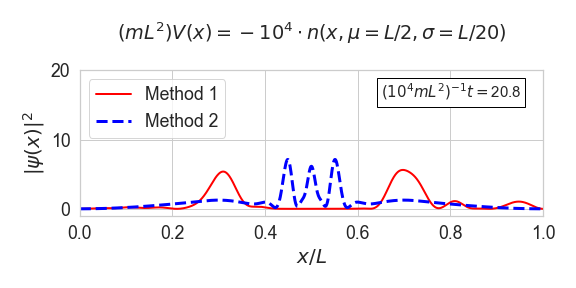 (mL²)V(x) = −10⁴ · n(x, μ = L/2, σ = L/20)
20
10
0
|ψ(x)|²
Method 1
Method 2
(10⁴mL²)⁻¹t = 20.8
0.0 0.2 0.4 0.6 0.8 1.0
x/L